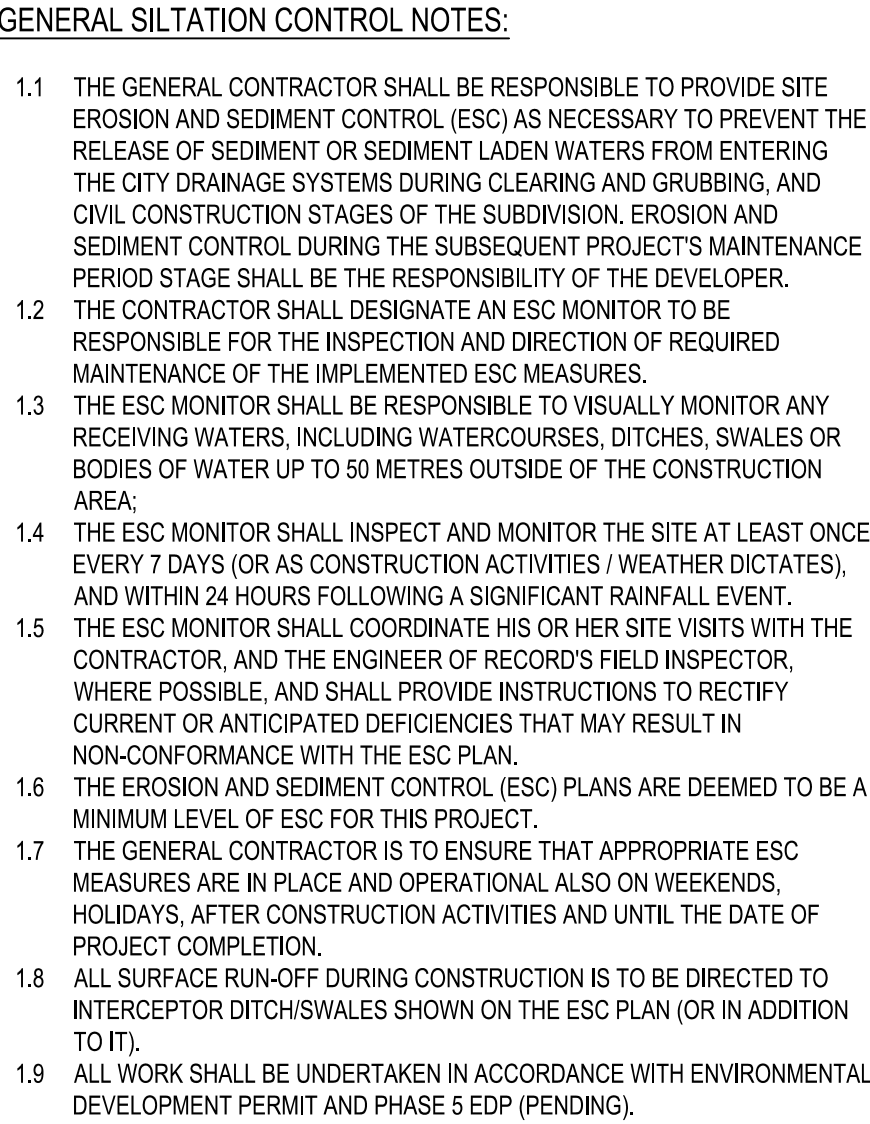 GENERAL SILTATION CONTROL NOTES:
1.1 THE GENERAL CONTRACTOR SHALL BE RESPONSIBLE TO PROVIDE SITE
EROSION AND SEDIMENT CONTROL (ESC) AS NECESSARY TO PREVENT THE
RELEASE OF SEDIMENT OR SEDIMENT LADEN WATERS FROM ENTERING
THE CITY DRAINAGE SYSTEMS DURING CLEARING AND GRUBBING, AND
CIVIL CONSTRUCTION STAGES OF THE SUBDIVISION. EROSION AND
SEDIMENT CONTROL DURING THE SUBSEQUENT PROJECT'S MAINTENANCE
PERIOD STAGE SHALL BE THE RESPONSIBILITY OF THE DEVELOPER.
1.2 THE CONTRACTOR SHALL DESIGNATE AN ESC MONITOR TO BE
RESPONSIBLE FOR THE INSPECTION AND DIRECTION OF REQUIRED
MAINTENANCE OF THE IMPLEMENTED ESC MEASURES.
1.3 THE ESC MONITOR SHALL BE RESPONSIBLE TO VISUALLY MONITOR ANY
RECEIVING WATERS, INCLUDING WATERCOURSES, DITCHES, SWALES OR
BODIES OF WATER UP TO 50 METRES OUTSIDE OF THE CONSTRUCTION
AREA;
1.4 THE ESC MONITOR SHALL INSPECT AND MONITOR THE SITE AT LEAST ONCE
EVERY 7 DAYS (OR AS CONSTRUCTION ACTIVITIES / WEATHER DICTATES),
AND WITHIN 24 HOURS FOLLOWING A SIGNIFICANT RAINFALL EVENT.
1.5 THE ESC MONITOR SHALL COORDINATE HIS OR HER SITE VISITS WITH THE
CONTRACTOR, AND THE ENGINEER OF RECORD'S FIELD INSPECTOR,
WHERE POSSIBLE, AND SHALL PROVIDE INSTRUCTIONS TO RECTIFY
CURRENT OR ANTICIPATED DEFICIENCIES THAT MAY RESULT IN
NON-CONFORMANCE WITH THE ESC PLAN.
1.6 THE EROSION AND SEDIMENT CONTROL (ESC) PLANS ARE DEEMED TO BE A
MINIMUM LEVEL OF ESC FOR THIS PROJECT.
1.7 THE GENERAL CONTRACTOR IS TO ENSURE THAT APPROPRIATE ESC
MEASURES ARE IN PLACE AND OPERATIONAL ALSO ON WEEKENDS,
HOLIDAYS, AFTER CONSTRUCTION ACTIVITIES AND UNTIL THE DATE OF
PROJECT COMPLETION.
1.8 ALL SURFACE RUN-OFF DURING CONSTRUCTION IS TO BE DIRECTED TO
INTERCEPTOR DITCH/SWALES SHOWN ON THE ESC PLAN (OR IN ADDITION
TO IT).
1.9 ALL WORK SHALL BE UNDERTAKEN IN ACCORDANCE WITH ENVIRONMENTAL
DEVELOPMENT PERMIT AND PHASE 5 EDP (PENDING).